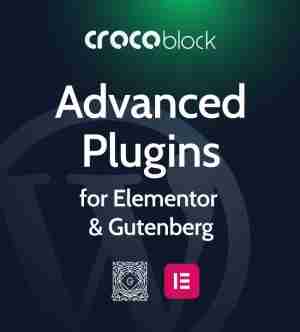 crocoblock
Advanced
Plugins
for Elementor
& Gutenberg
G